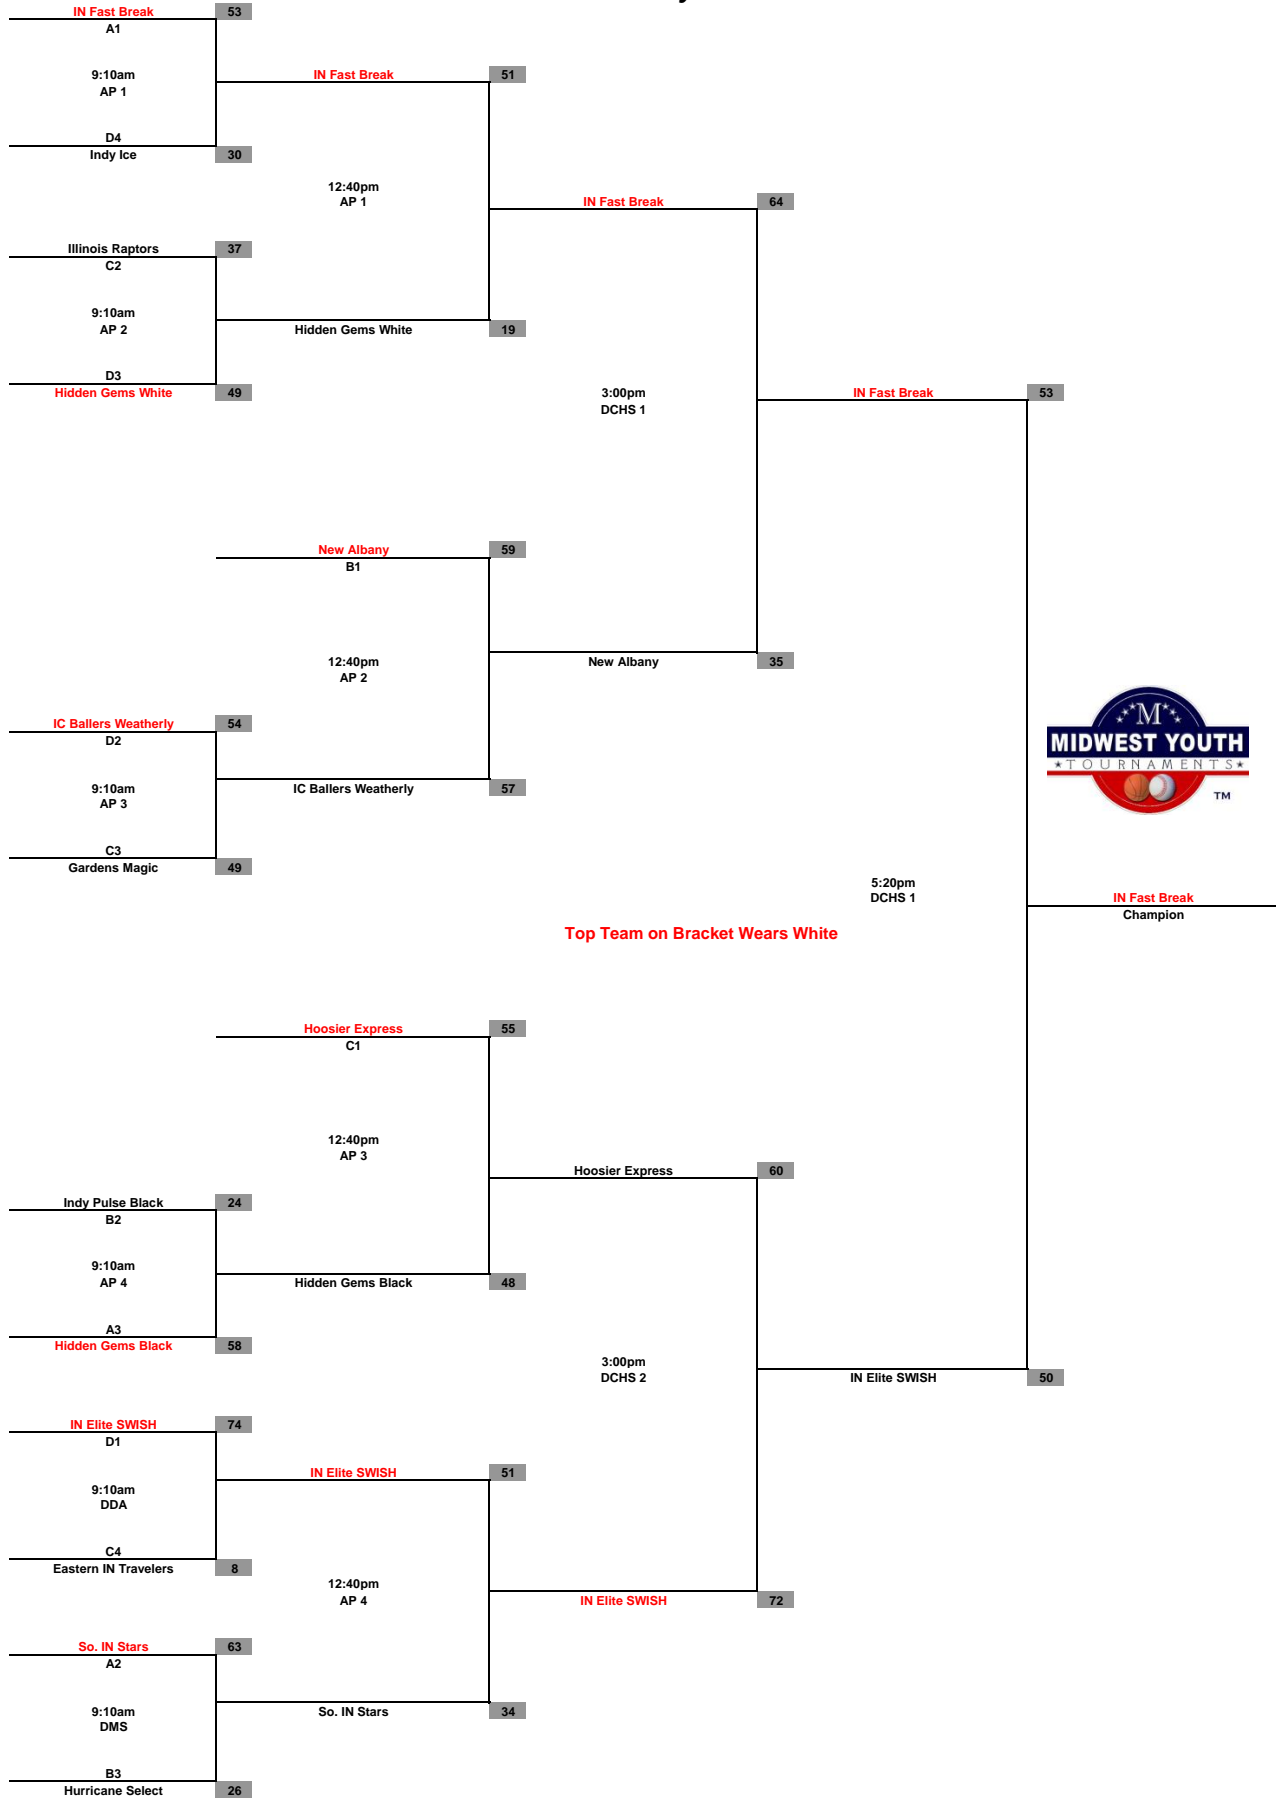 IN Fast Break 53
A1
9:10am
AP 1
D4
Indy Ice 30
IN Fast Break 51
12:40pm
AP 1
Illinois Raptors 37
C2
9:10am
AP 2
D3
Hidden Gems White 49
Hidden Gems White 19
IN Fast Break 64
3:00pm
DCHS 1
IN Fast Break 53
New Albany 59
B1
12:40pm
AP 2
New Albany 35
IC Ballers Weatherly 54
D2
9:10am
AP 3
C3
Gardens Magic 49
IC Ballers Weatherly 57
M
MIDWEST YOUTH
TOURNAMENTS
TM
5:20pm
DCHS 1
IN Fast Break
Champion
Top Team on Bracket Wears White
Hoosier Express 55
C1
12:40pm
AP 3
Hoosier Express 60
Indy Pulse Black 24
B2
9:10am
AP 4
A3
Hidden Gems Black 58
Hidden Gems Black 48
3:00pm
DCHS 2
IN Elite SWISH 50
IN Elite SWISH 74
D1
9:10am
DDA
C4
Eastern IN Travelers 8
IN Elite SWISH 51
12:40pm
AP 4
IN Elite SWISH 72
So. IN Stars 63
A2
9:10am
DMS
B3
Hurricane Select 26
So. IN Stars 34